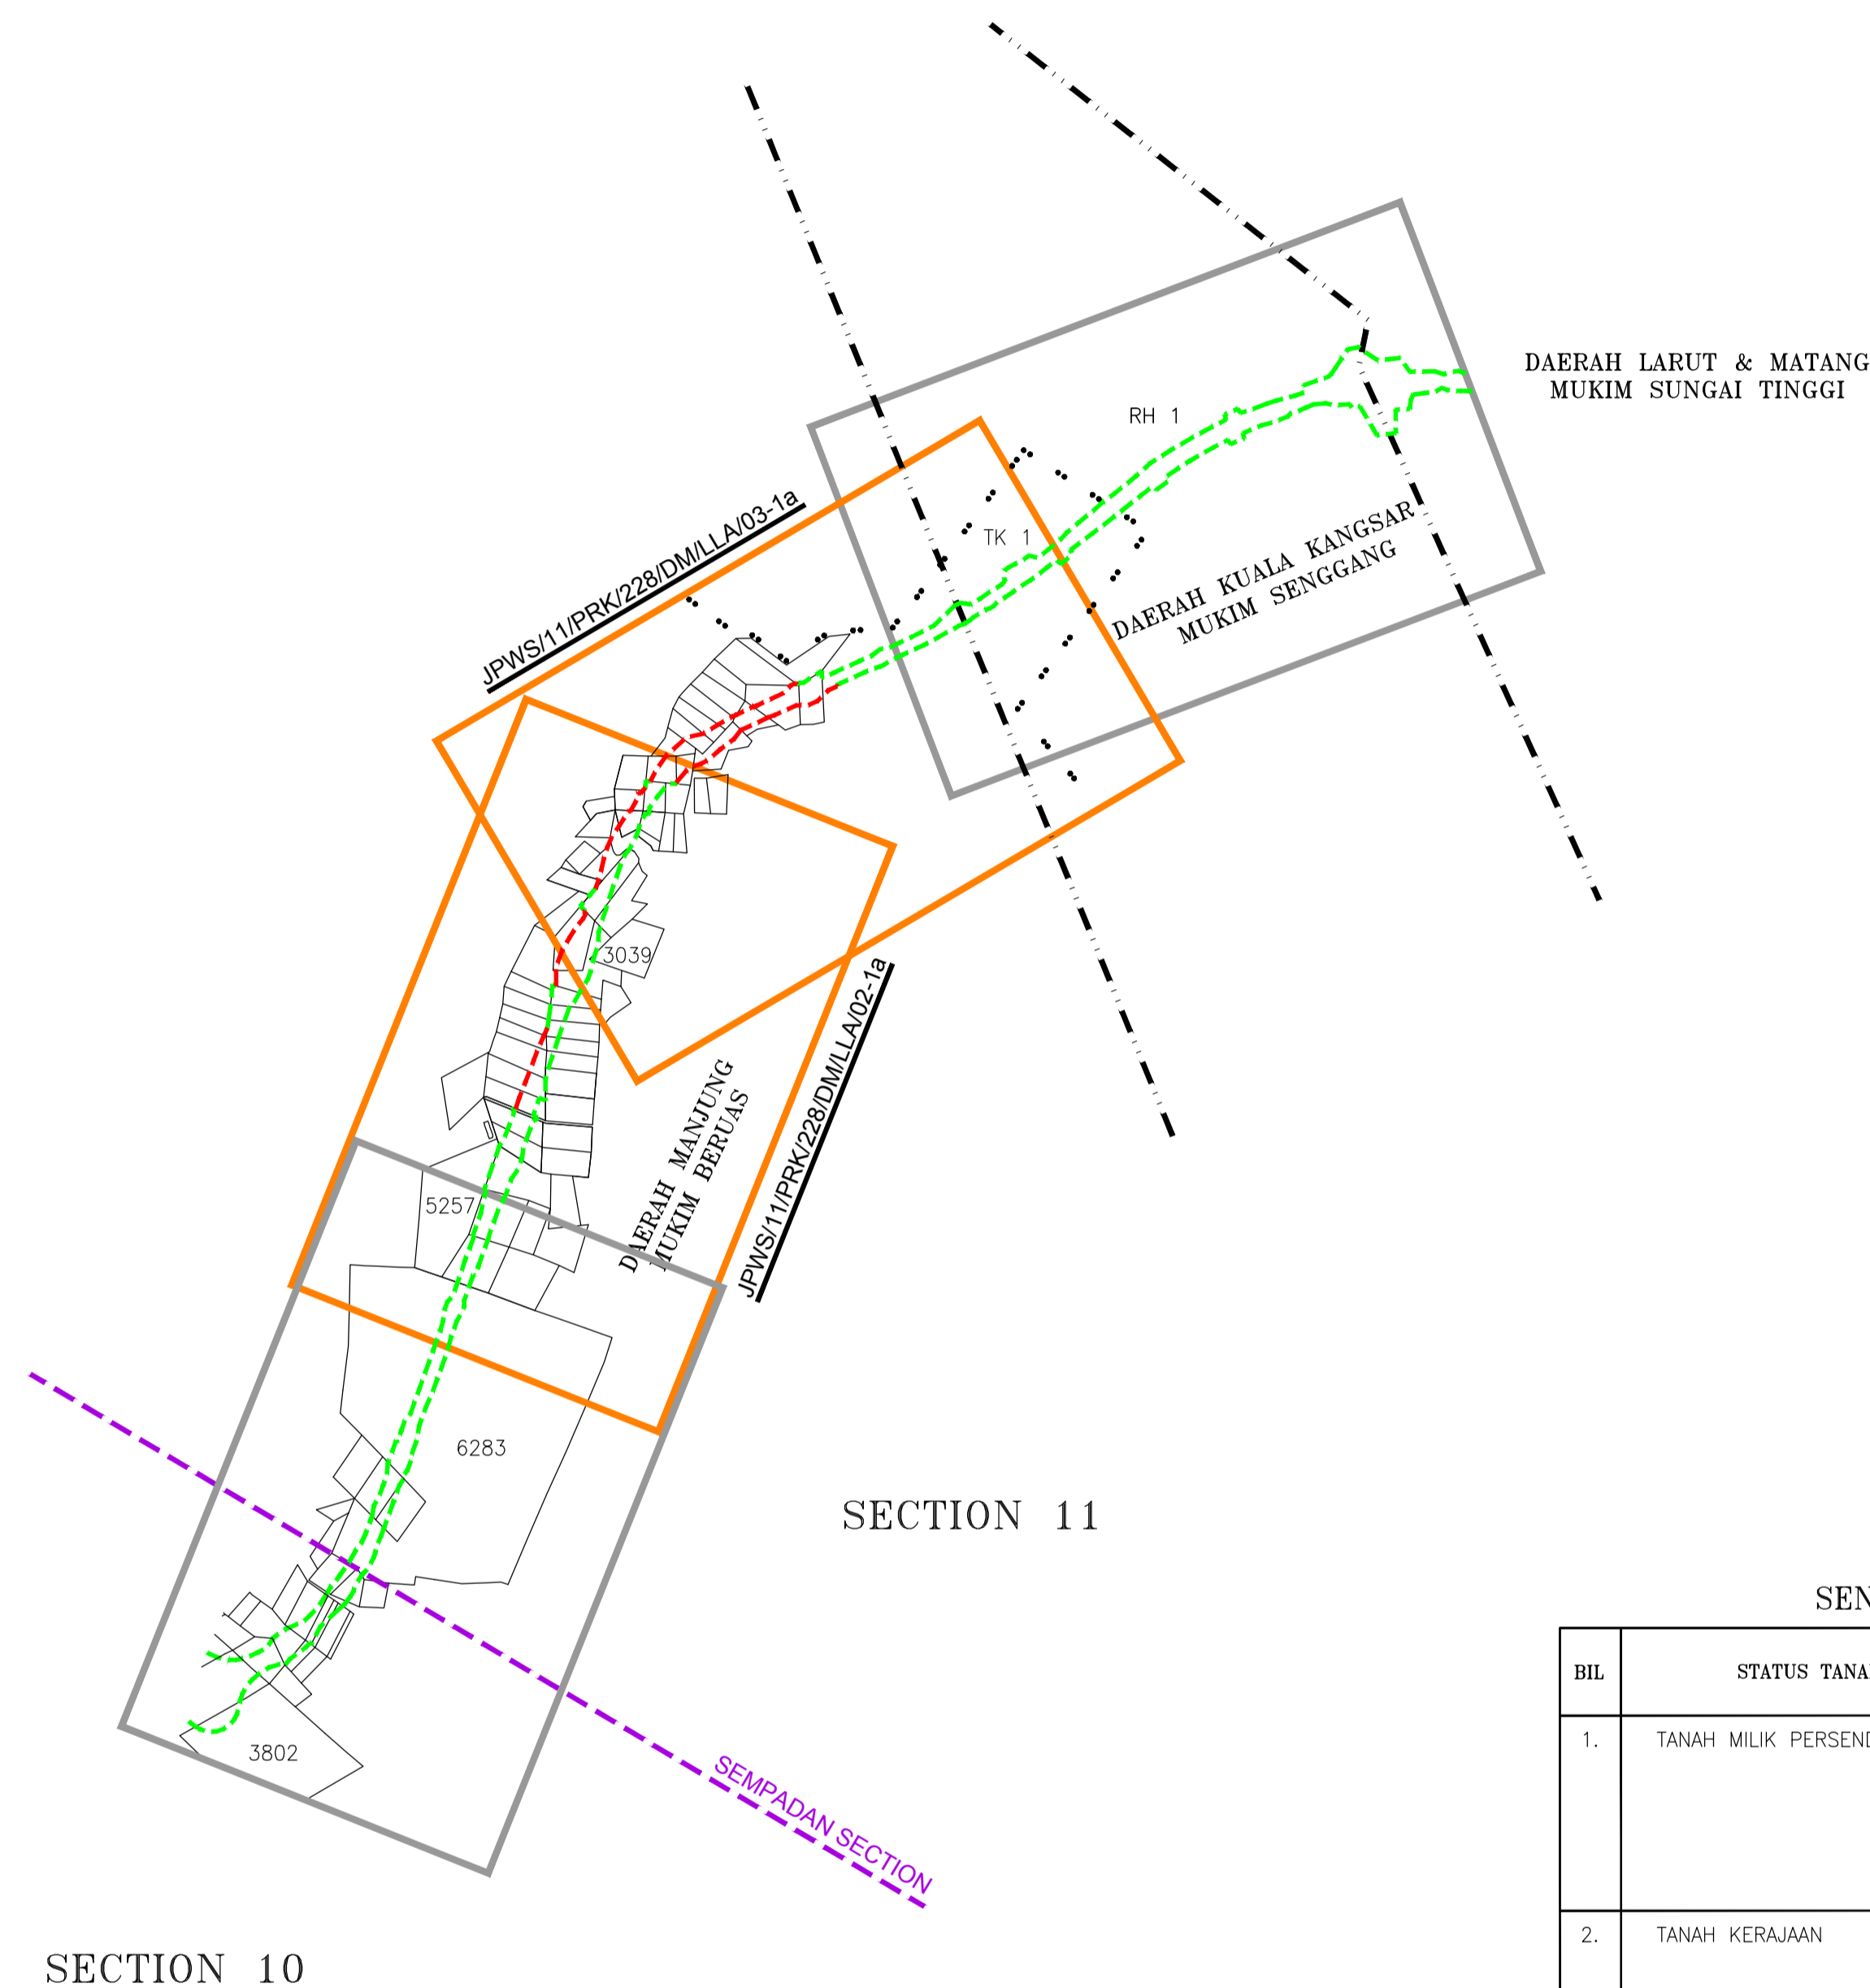 DAERAH LARUT & MATANG
MUKIM SUNGAI TINGGI
RH 1
TK 1
DAERAH KUALA KANGSAR
MUKIM SENGGANG
JPWS/11/PRK/228/DM/LLA/03-1a
3039
DAERAH MANJUNG
MUKIM BERUAS
JPWS/11/PRK/228/DM/LLA/02-1a
5257
6283
SECTION 11
3802
SEMPADAN SECTION
SECTION 10
BIL
STATUS
1. TANAH MILIK
2. TANAH KERAJAAN